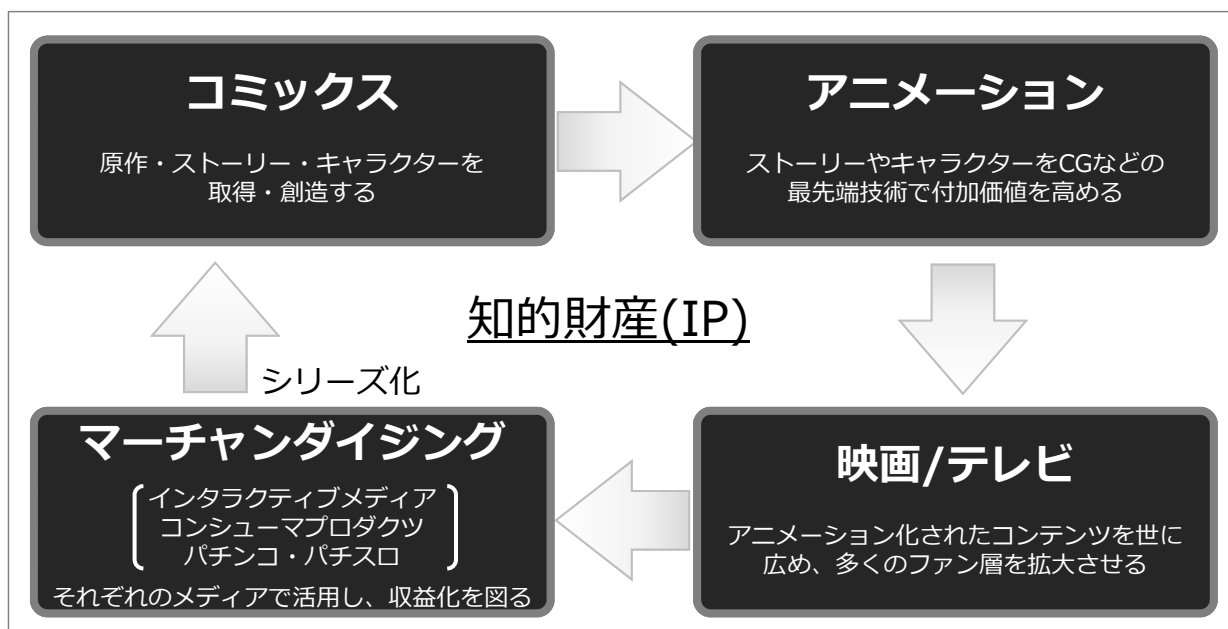 コミックス
原作・ストーリー・キャラクターを
取得・創造する
アニメーション
ストーリーやキャラクターをCGなどの
最先端技術で付加価値を高める
知的財産(IP)
シリーズ化
マーチャンダイジング
インタラクティブメディア
コンシューマプロダクツ
パチンコ・パチスロ
それぞれのメディアで活用し、収益化を図る
映画/テレビ
アニメーション化されたコンテンツを世に
広め、多くのファン層を拡大させる